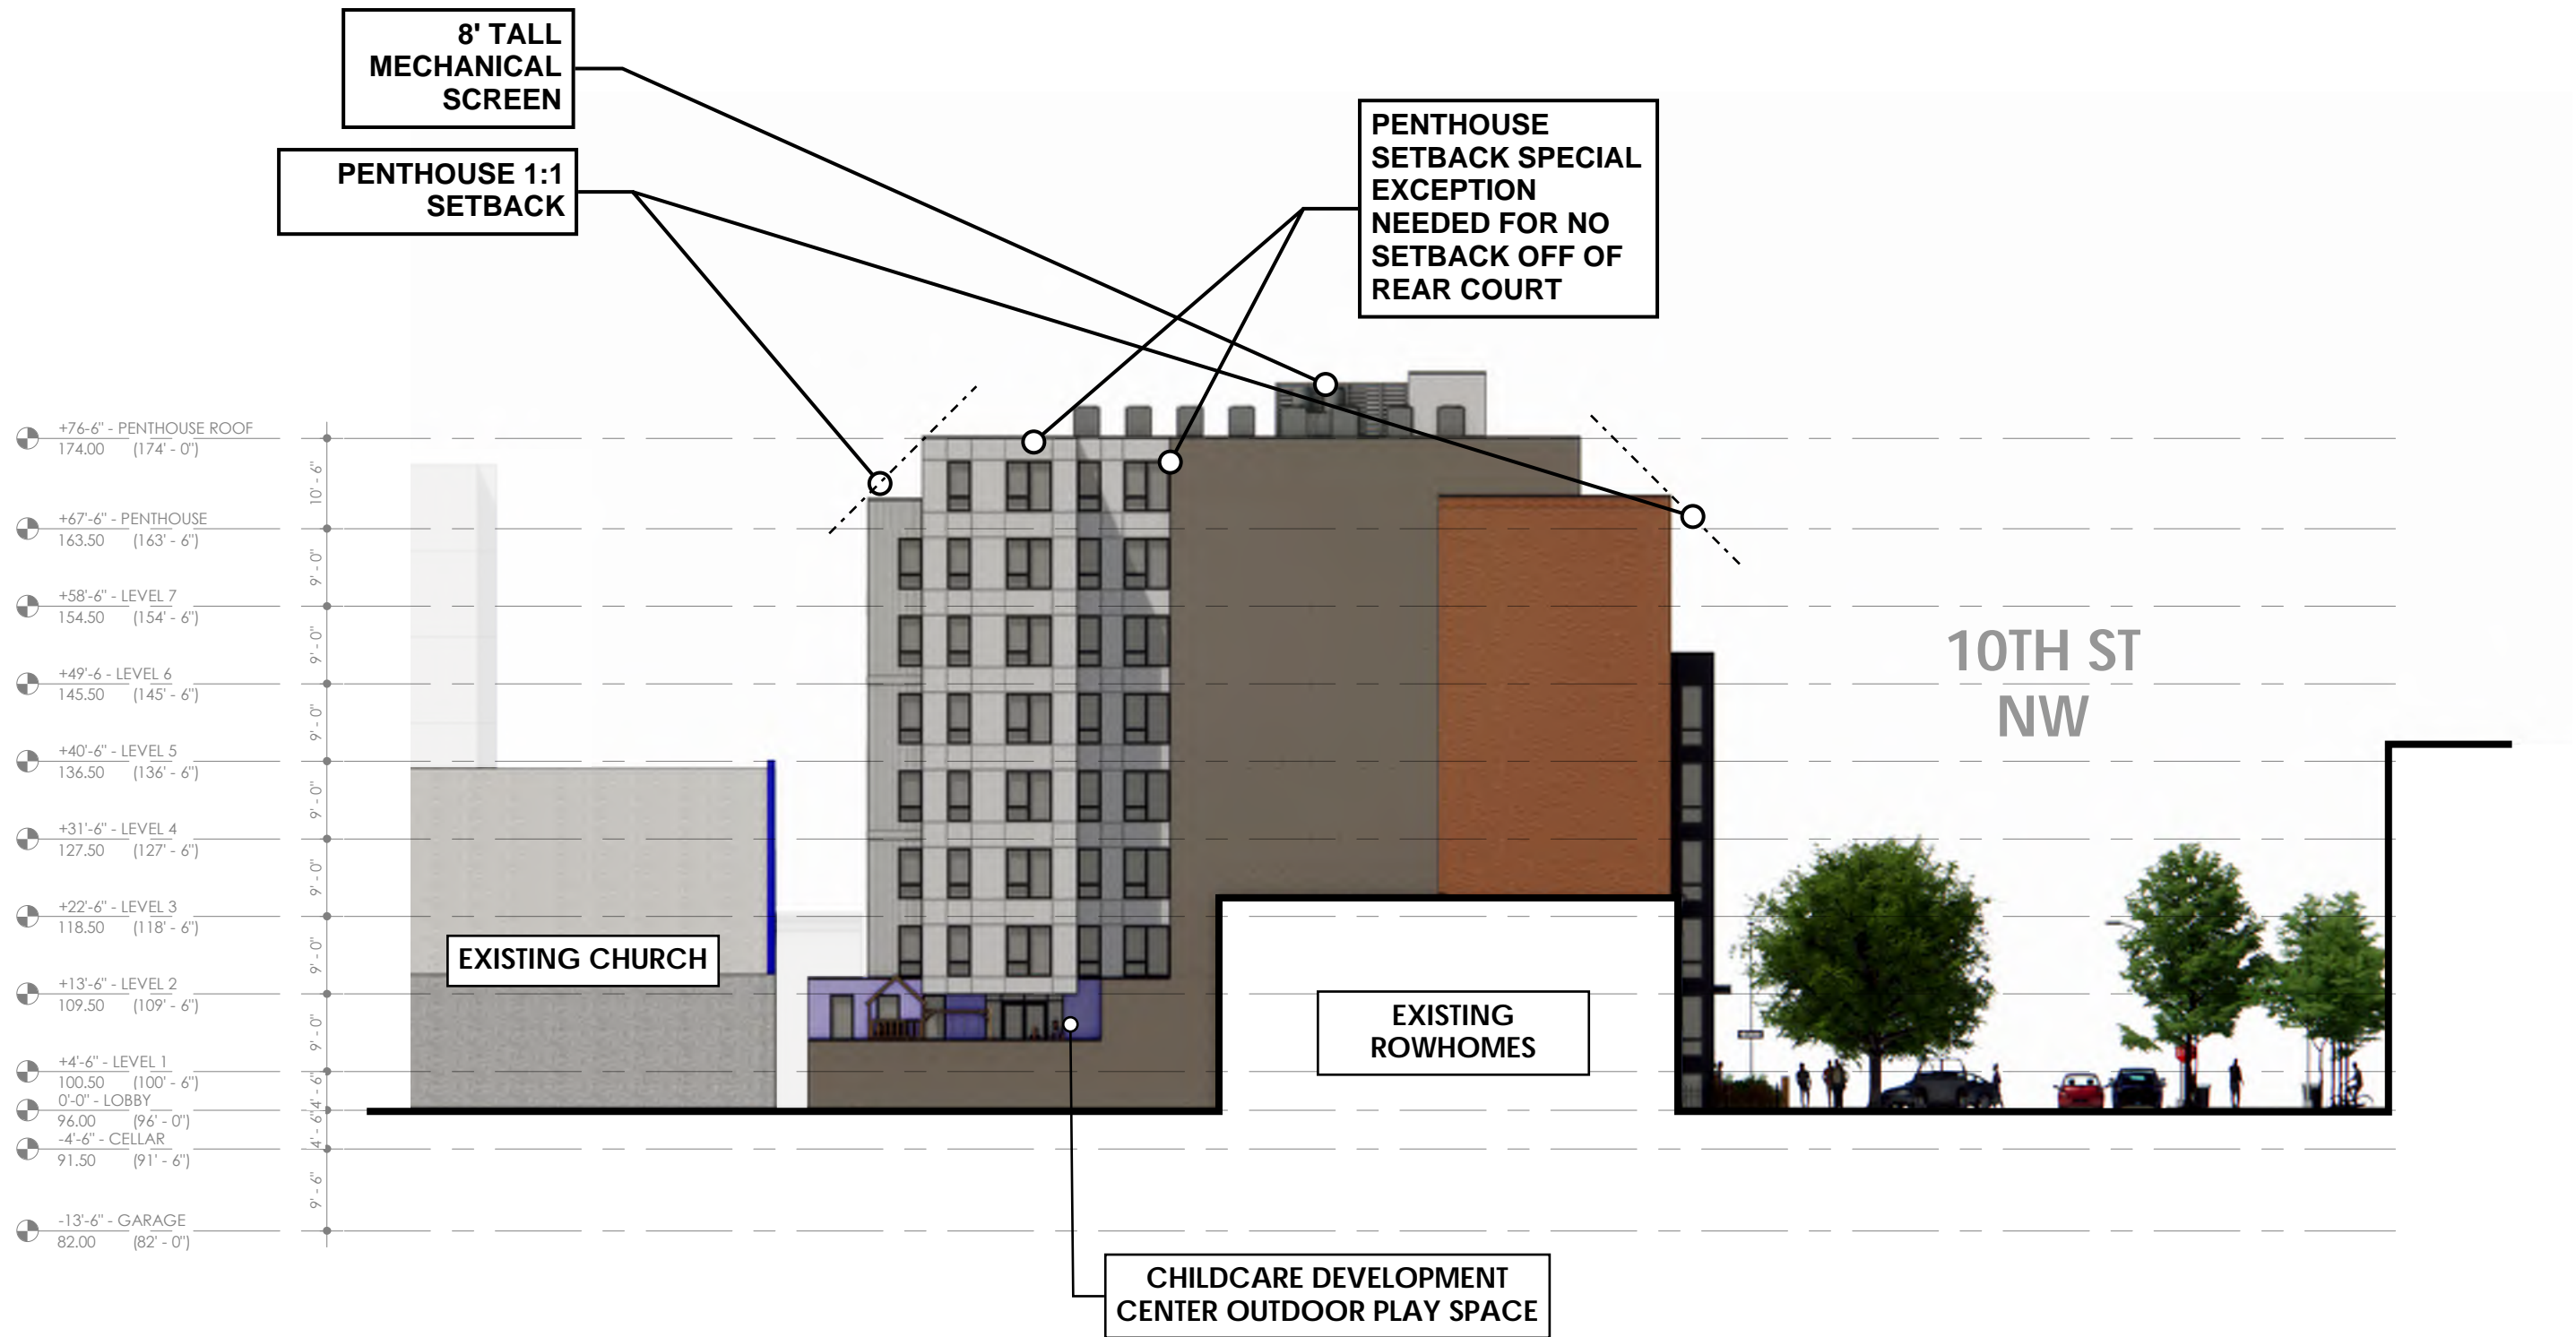 8' TALL
MECHANICAL
SCREEN
PENTHOUSE 1:1
SETBACK
PENTHOUSE
SETBACK SPECIAL
EXCEPTION
NEEDED FOR NO
SETBACK OFF OF
REAR COURT
+76-6" - PENTHOUSE ROOF
174.00 (174' - 0")
10' - 6"
+67'-6" - PENTHOUSE
163.50 (163' - 6")
9' - 0"
+58'-6" - LEVEL 7
154.50 (154' - 6")
9' - 0"
+49'-6 - LEVEL 6
145.50 (145' - 6")
9' - 0"
+40'-6" - LEVEL 5
136.50 (136' - 6")
9' - 0"
+31'-6" - LEVEL 4
127.50 (127' - 6")
9' - 0"
+22'-6" - LEVEL 3
118.50 (118' - 6")
9' - 0"
+13'-6" - LEVEL 2
109.50 (109' - 6")
9' - 0"
+4'-6" - LEVEL 1
100.50 (100' - 6")
4' - 6"
0'-0" - LOBBY
96.00 (96' - 0")
4' - 6"
-4'-6" - CELLAR
91.50 (91' - 6")
9' - 6"
-13'-6" - GARAGE
82.00 (82' - 0")
10TH ST
NW
EXISTING CHURCH
EXISTING
ROWHOMES
CHILDCARE DEVELOPMENT
CENTER OUTDOOR PLAY SPACE